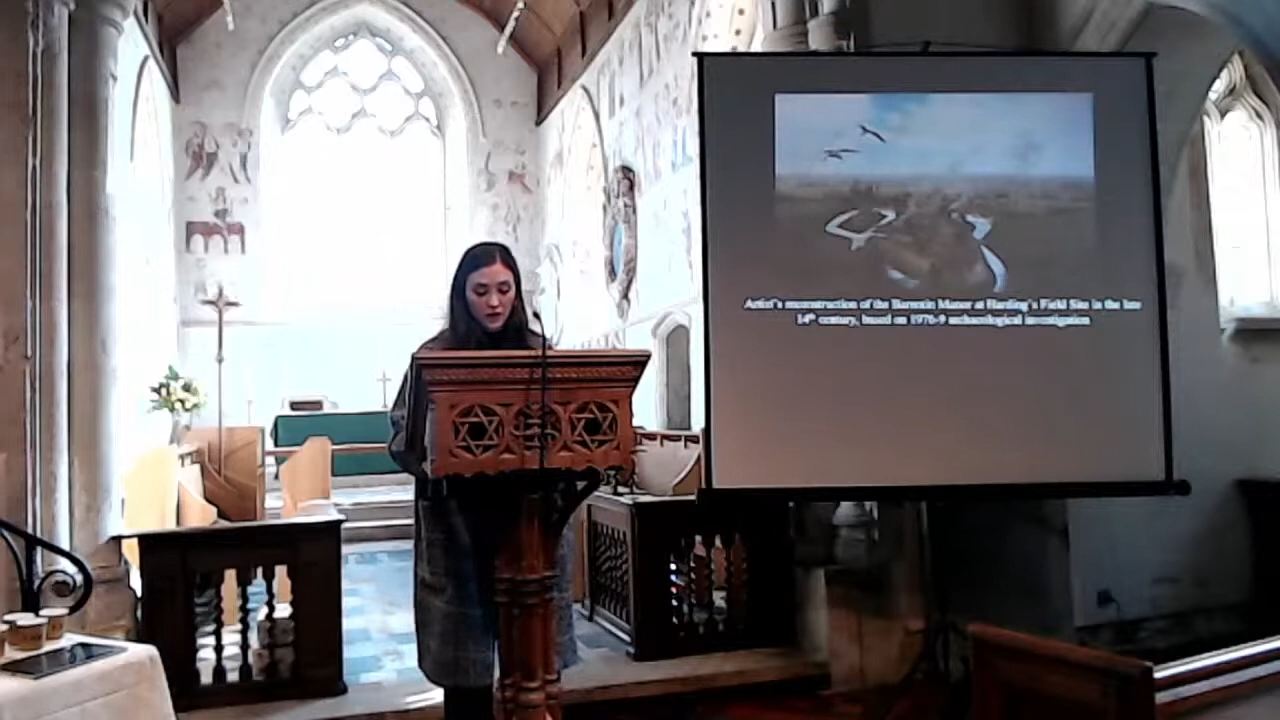 Artist's reconstruction of the Barentin Manor at Harding's Field Site in the late
14th century, based on 1976-9 archaeological investigation